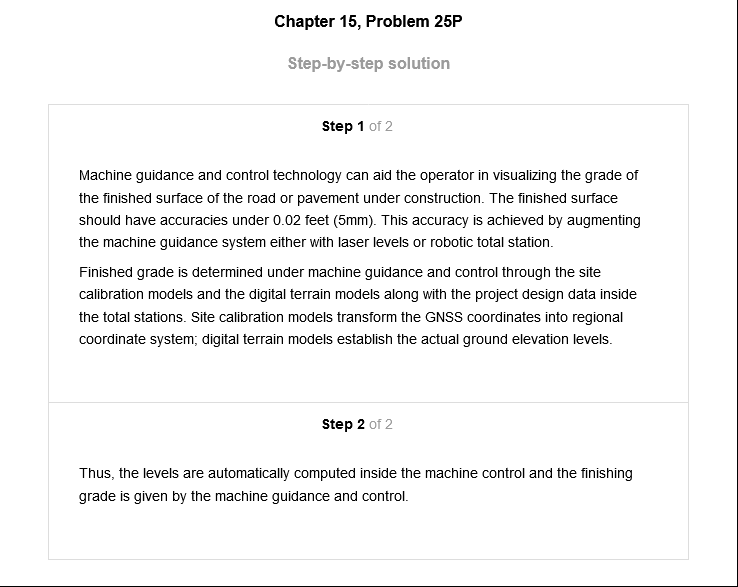 Chapter 15, Problem 25P
Step-by-step solution
Step 1 of 2
Machine guidance and control technology can aid the operator in visualizing the grade of
the finished surface of the road or pavement under construction. The finished surface
should have accuracies under 0.02 feet (5mm). This accuracy is achieved by augmenting
the machine guidance system either with laser levels or robotic total station.
Finished grade is determined under machine guidance and control through the site
calibration models and the digital terrain models along with the project design data inside
the total stations. Site calibration models transform the GNSS coordinates into regional
coordinate system; digital terrain models establish the actual ground elevation levels.
Step 2 of 2
Thus, the levels are automatically computed inside the machine control and the finishing
grade is given by the machine guidance and control.